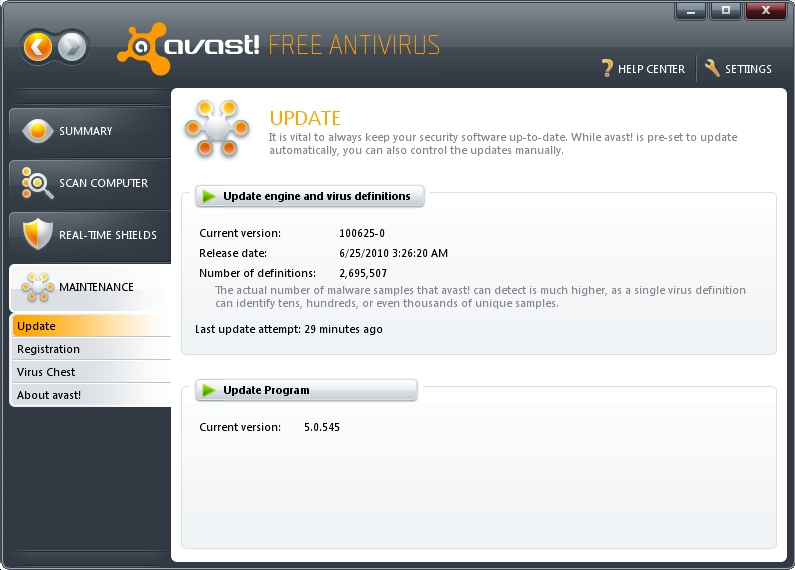 avast! FREE ANTIVIRUS
HELP CENTER
SETTINGS
SUMMARY
SCAN COMPUTER
REAL-TIME SHIELDS
MAINTENANCE
Update
Registration
Virus Chest
About avast!
UPDATE
It is vital to always keep your security software up-to-date. While avast! is pre-set to update
automatically, you can also control the updates manually.
Update engine and virus definitions
Current version: 100625-0
Release date: 6/25/2010 3:26:20 AM
Number of definitions: 2,695,507
The actual number of malware samples that avast! can detect is much higher, as a single virus definition
can identify tens, hundreds, or even thousands of unique samples.
Last update attempt: 29 minutes ago
Update Program
Current version: 5.0.545